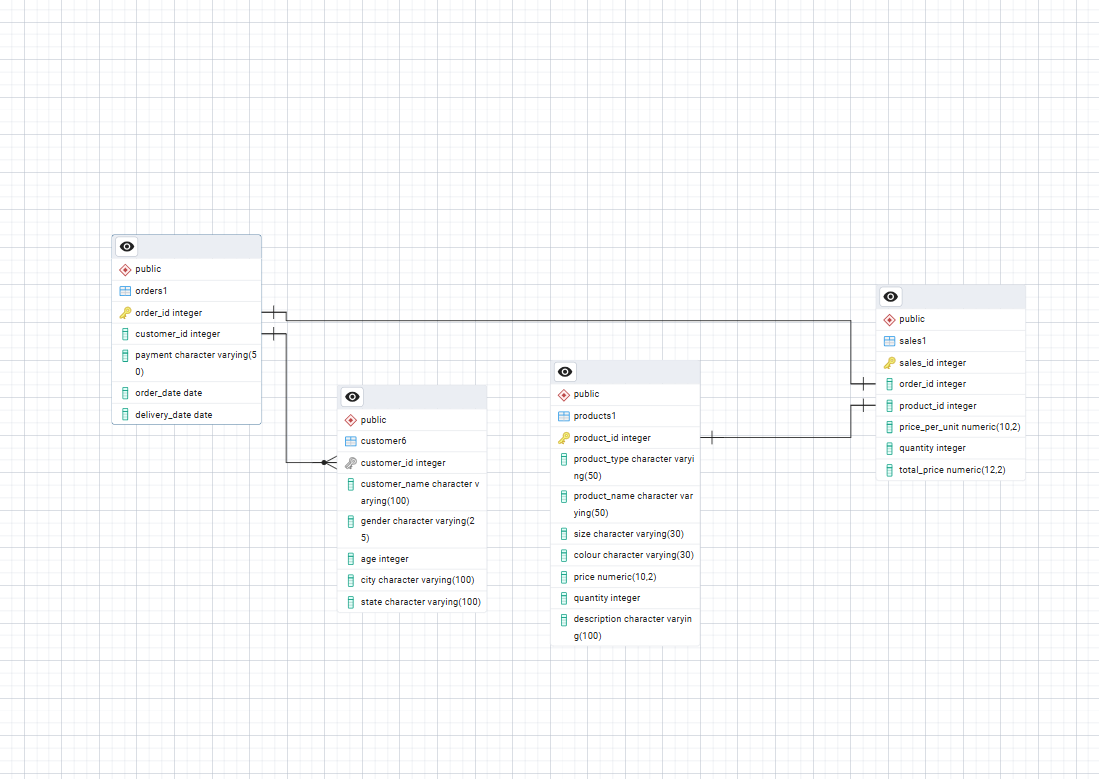 public
orders1
order_id integer
customer_id integer
payment character varying(5
0)
order_date date
delivery_date date
public
customer6
customer_id integer
customer_name character v
arying(100)
gender character varying(2
5)
age integer
city character varying(100)
state character varying(100)
public
products1
product_id integer
product_type character varyi
ng(50)
product_name character var
ying(50)
size character varying(30)
colour character varying(30)
price numeric(10,2)
quantity integer
description character varyin
g(100)
public
sales1
sales_id integer
order_id integer
product_id integer
price_per_unit numeric(10,2)
quantity integer
total_price numeric(12,2)